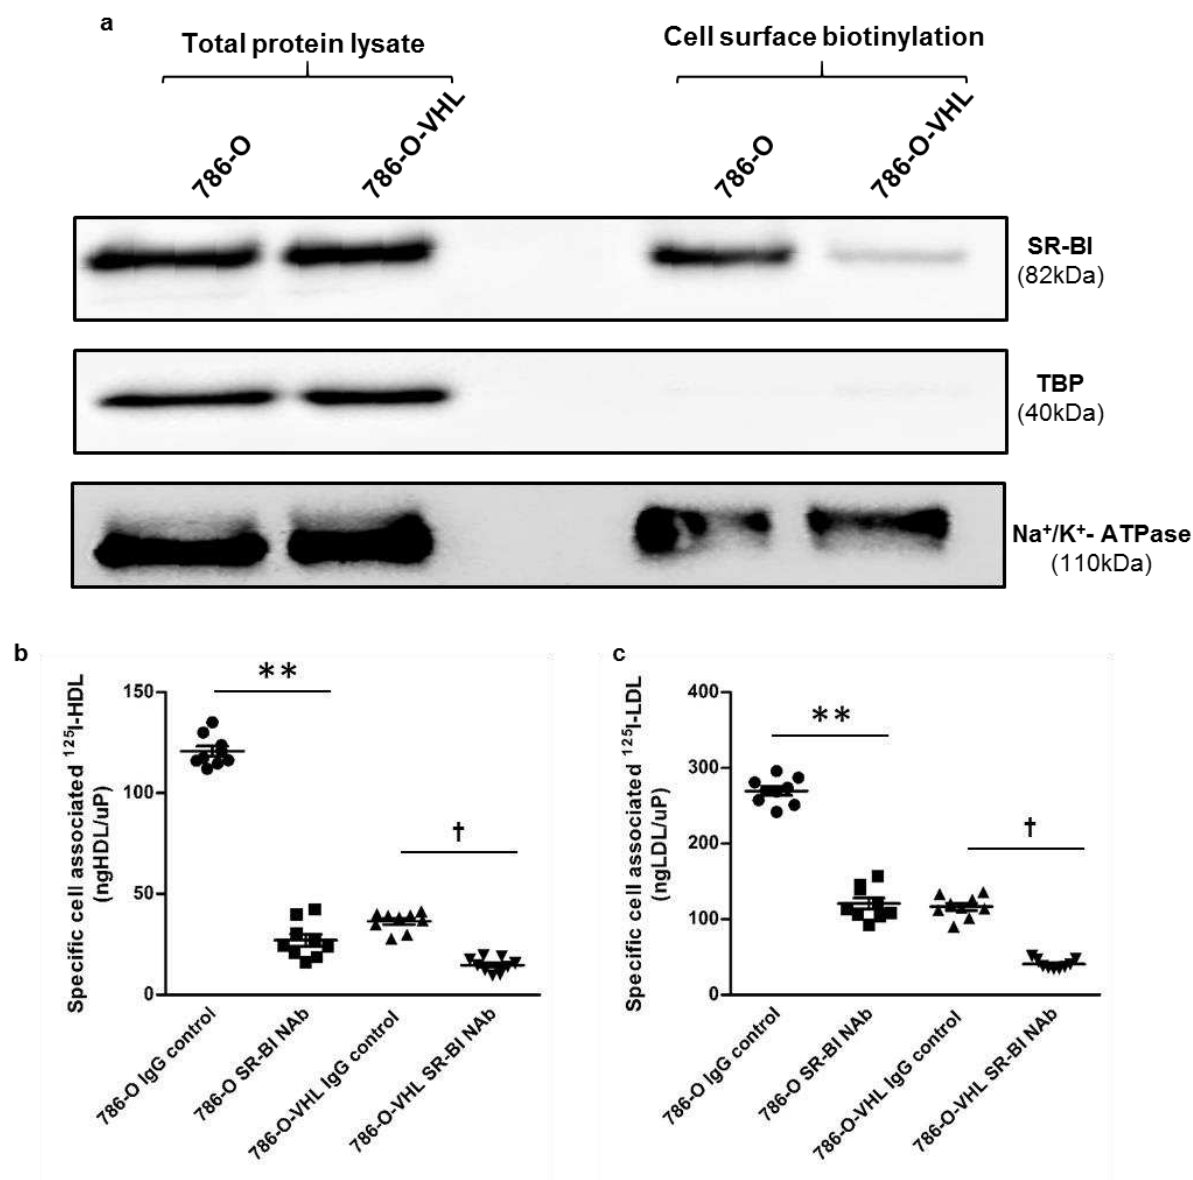 a
Total protein lysate
Cell surface biotinylation
786-O
786-O-VHL
786-O
786-O-VHL
SR-BI
(82kDa)
TBP
(40kDa)
Na⁺/K⁺- ATPase
(110kDa)
b
**
†
Specific cell associated ¹²⁵I-HDL
(ngHDL/uP)
150
100
50
0
786-O IgG control
786-O SR-BI NAb
786-O-VHL IgG control
786-O-VHL SR-BI NAb
c
**
†
Specific cell associated ¹²⁵I-LDL
(ngLDL/uP)
400
300
200
100
0
786-O IgG control
786-O SR-BI NAb
786-O-VHL IgG control
786-O-VHL SR-BI NAb